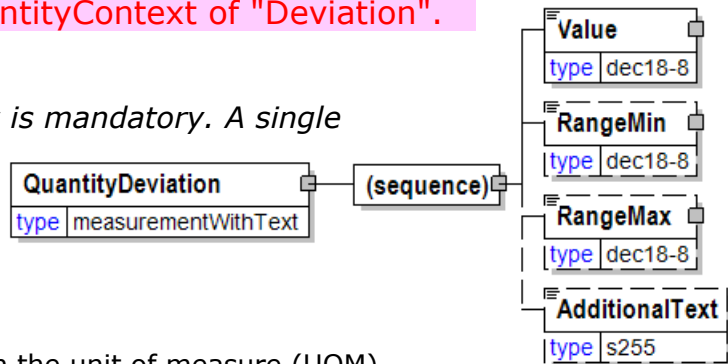 "Deviation".
of
Value
type dec18-8
is mandatory. A single
RangeMin
type dec18-8
QuantityDeviation
type measurementWithText
(sequence)
RangeMax
type dec18-8
AdditionalText
type s255
the unit of measure (UOM)